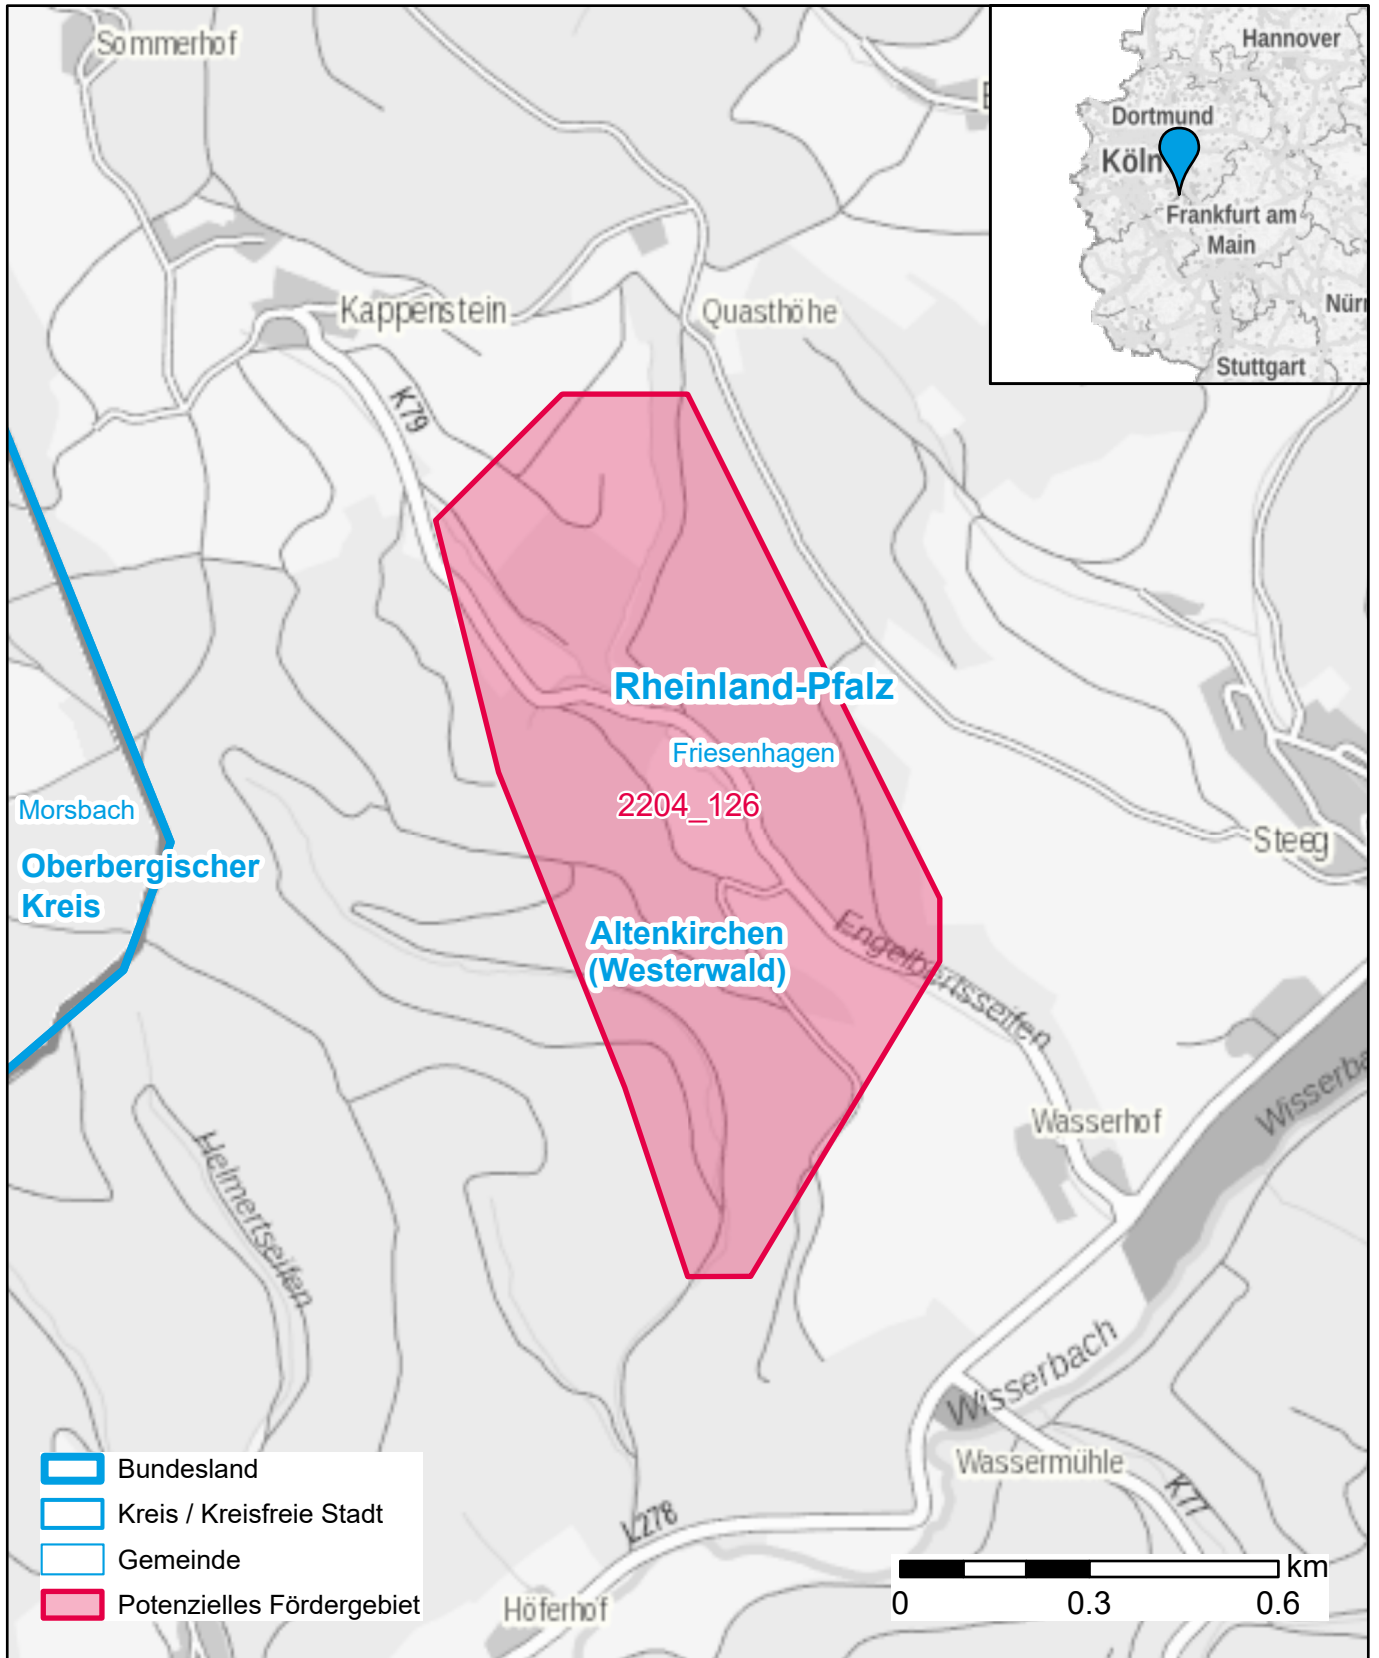 Sommerhof
Hannover
Dortmund
Köln
Frankfurt am
Main
Nür
Stuttgart
Kappenstein
Quasthöhe
K79
Rheinland-Pfalz
Friesenhagen
2204_126
Morsbach
Oberbergischer
Kreis
Steeg
Altenkirchen
(Westerwald)
Engelbertsseifen
Wisserba
Wasserhof
Helmertseifen
Wisserbach
Wassermühle
K77
L278
Höferhof
Bundesland
Kreis / Kreisfreie Stadt
Gemeinde
Potenzielles Fördergebiet
km
0 0.3 0.6